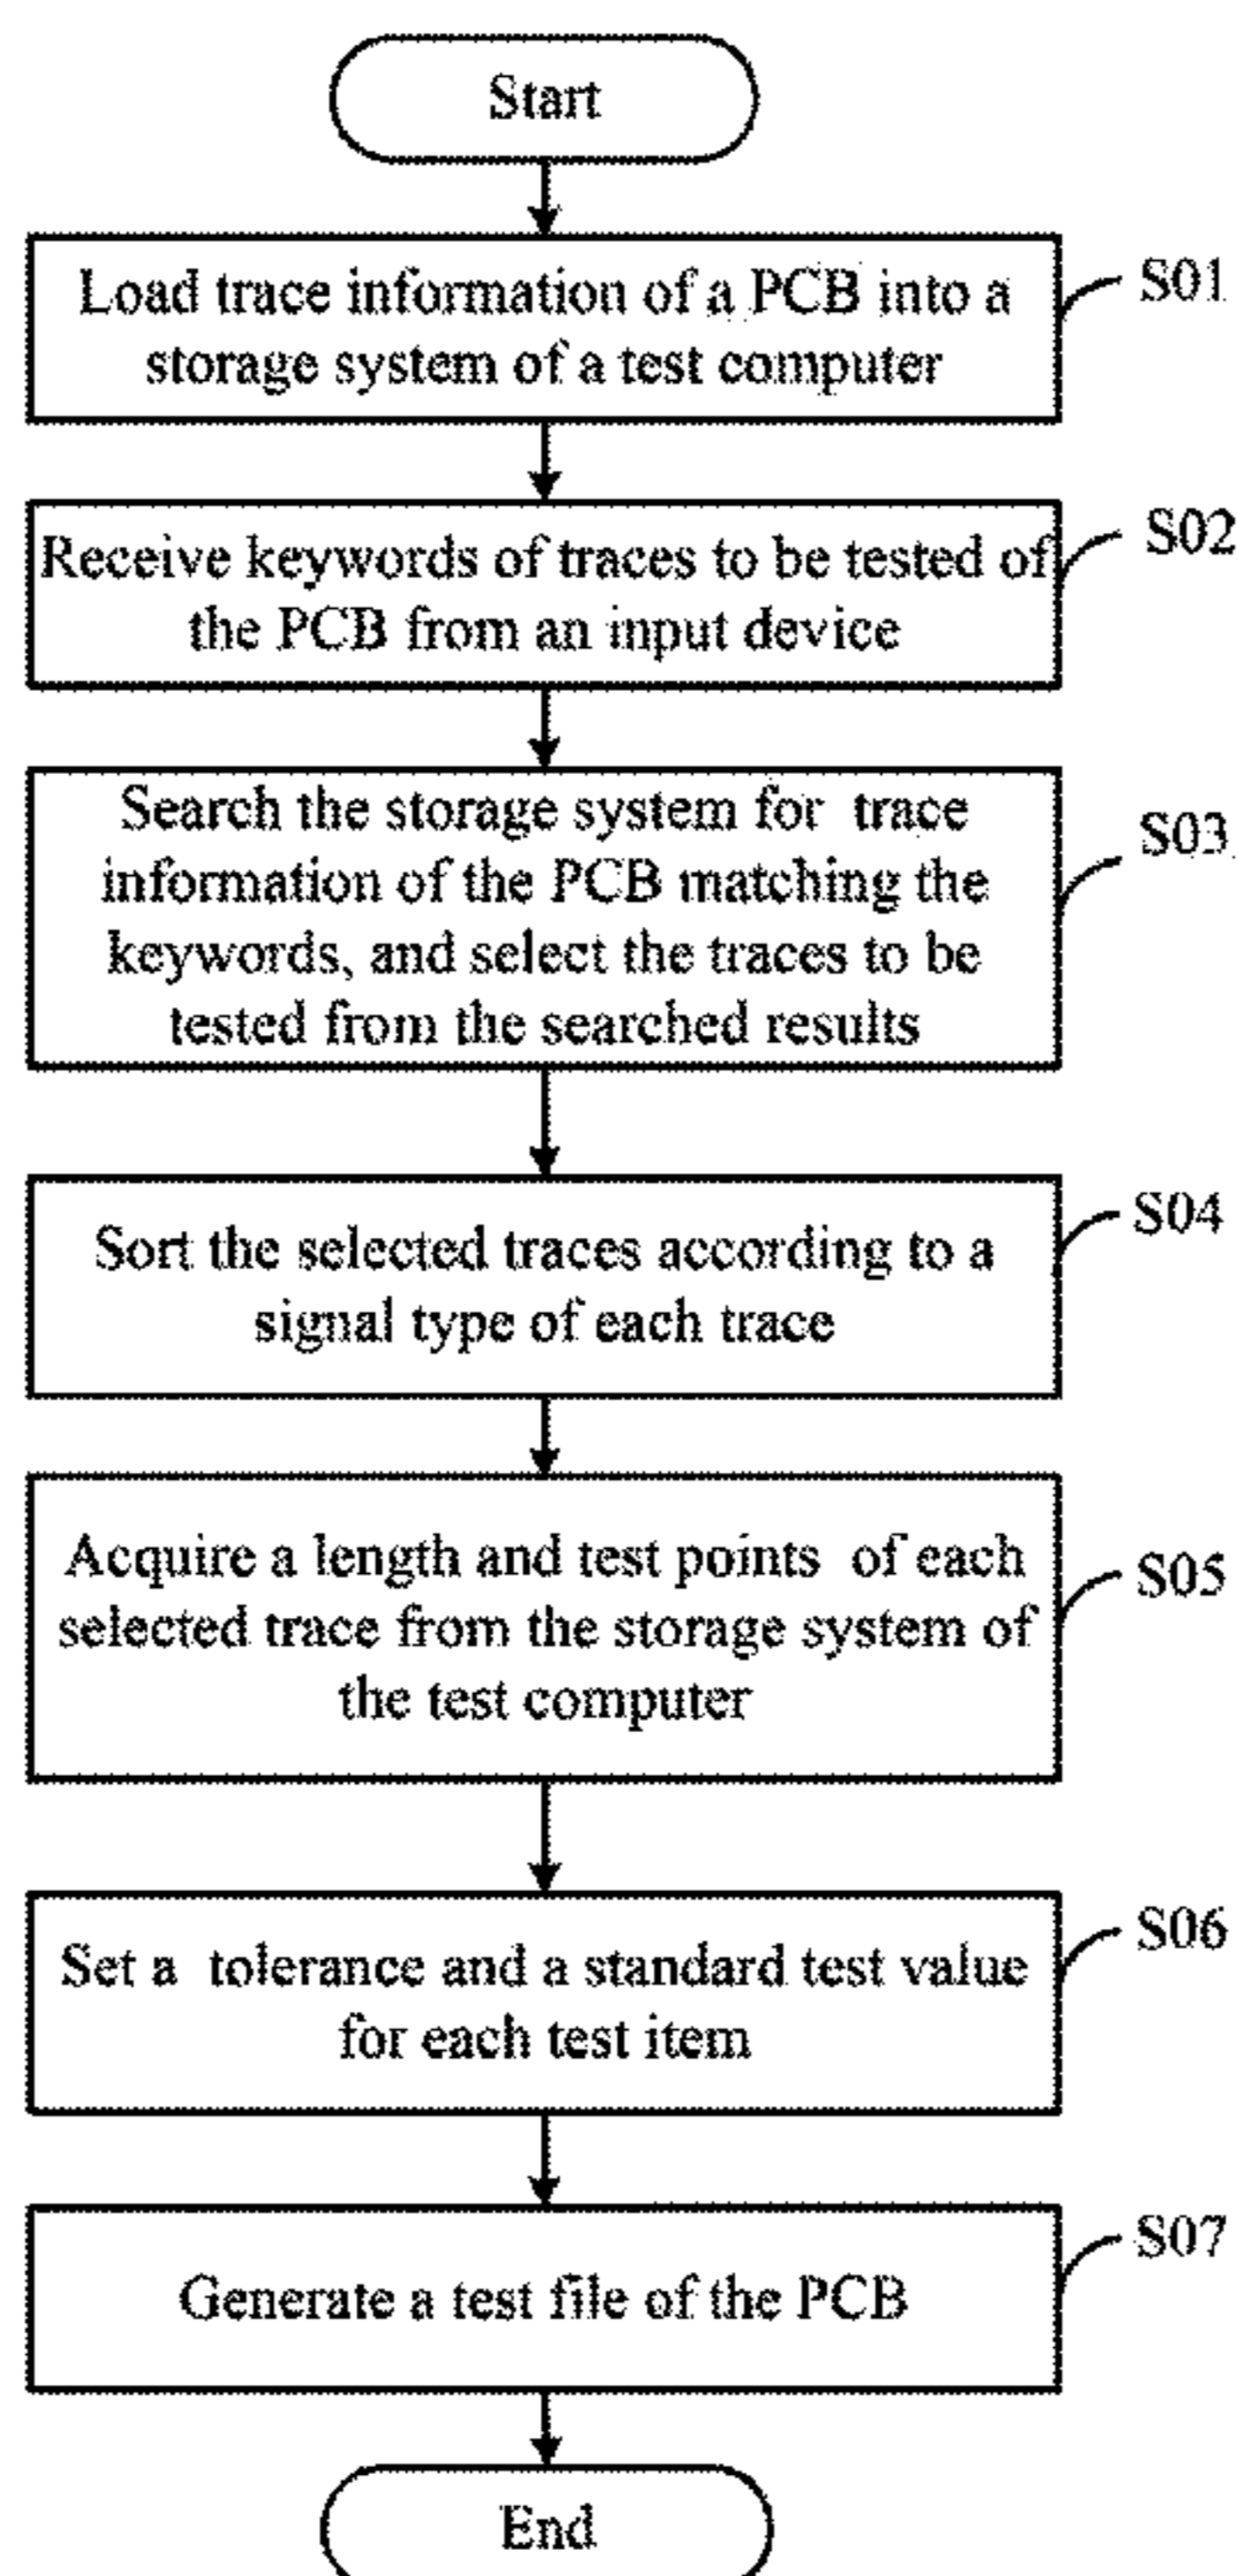 Start
Load trace information of a PCB into a
storage system of a test computer
S01
Receive keywords of traces to be tested of
the PCB from an input device
S02
Search the storage system for trace
information of the PCB matching the
keywords, and select the traces to be
tested from the searched results
S03
Sort the selected traces according to a
signal type of each trace
S04
Acquire a length and test points of each
selected trace from the storage system of
the test computer
S05
Set a tolerance and a standard test value
for each test item
S06
Generate a test file of the PCB
S07
End